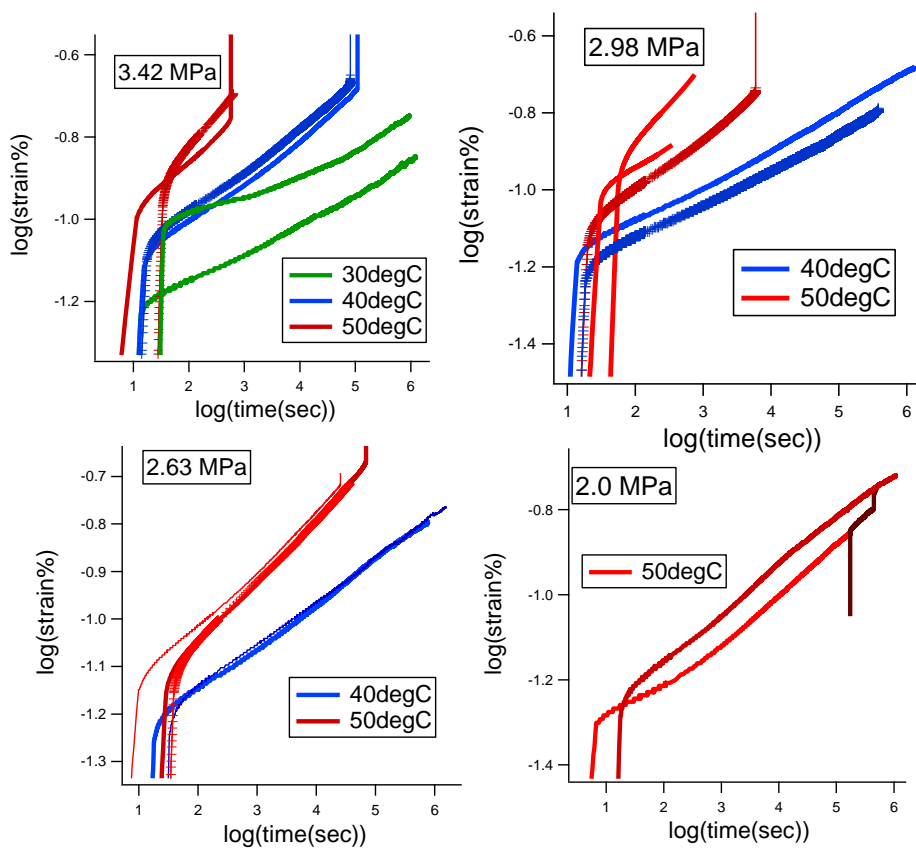 3.42 MPa
log(strain%)
-0.6
-0.8
-1.0
-1.2
30degC
40degC
50degC
1 2 3 4 5 6
log(time(sec))
2.98 MPa
log(strain%)
-0.6
-0.8
-1.0
-1.2
-1.4
40degC
50degC
1 2 3 4 5 6
log(time(sec))
2.63 MPa
log(strain%)
-0.7
-0.8
-0.9
-1.0
-1.1
-1.2
-1.3
40degC
50degC
1 2 3 4 5 6
log(time(sec))
2.0 MPa
log(strain%)
-0.8
-1.0
-1.2
-1.4
50degC
1 2 3 4 5 6
log(time(sec))